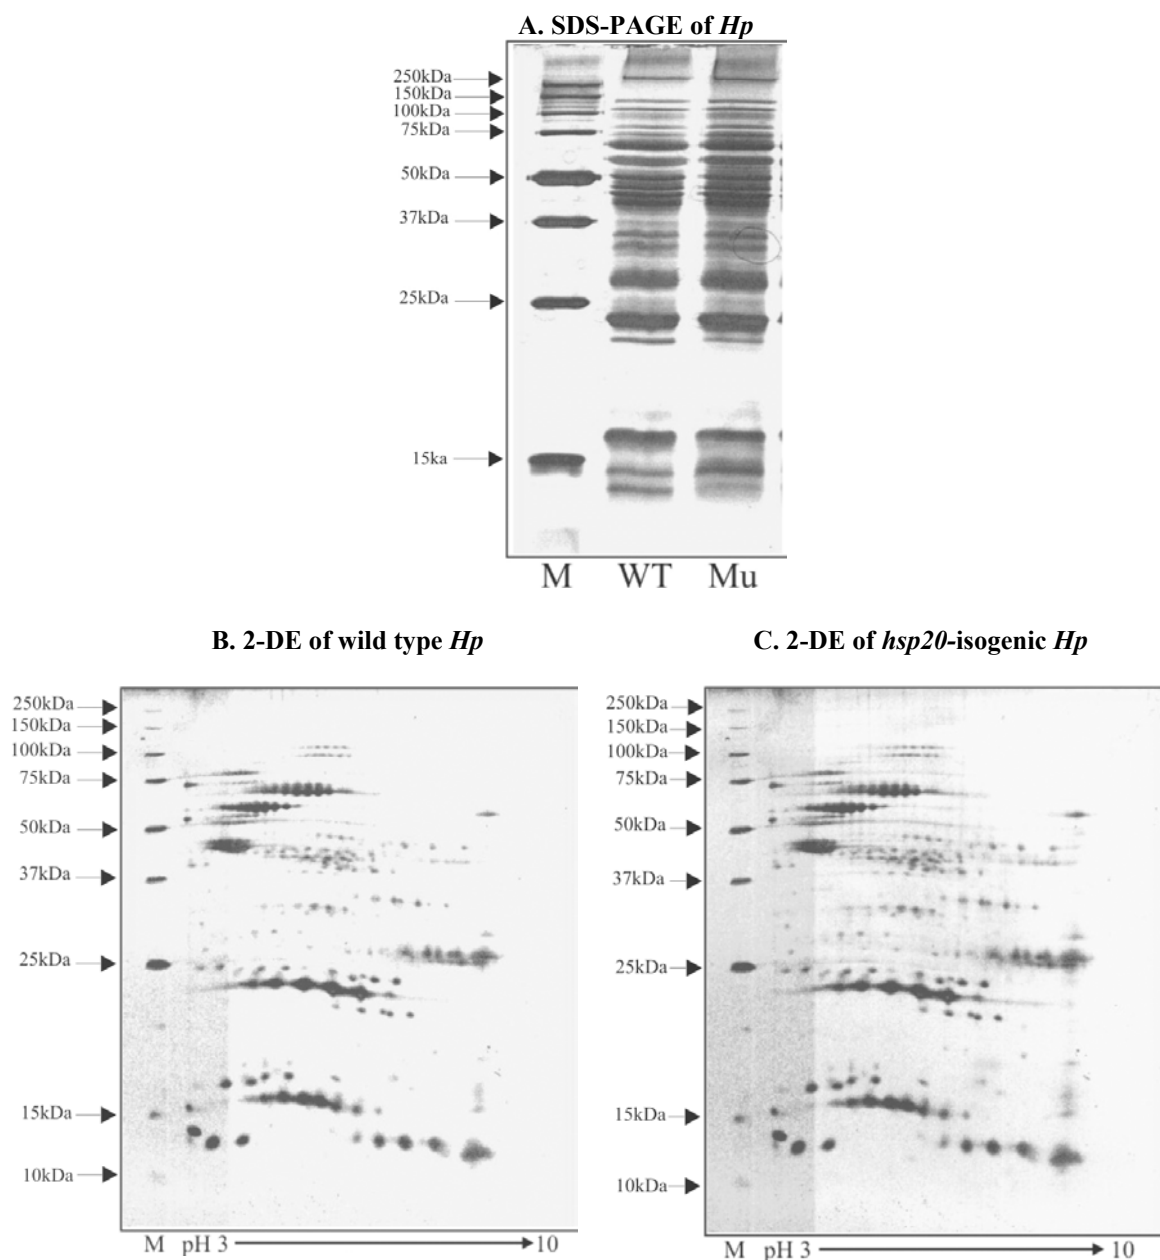 A. SDS-PAGE of Hp
250kDa
150kDa
100kDa
75kDa
50kDa
37kDa
25kDa
15ka
M WT Mu
B. 2-DE of wild type Hp
C. 2-DE of hsp20-isogenic Hp
250kDa
150kDa
100kDa
75kDa
50kDa
37kDa
25kDa
15kDa
10kDa
M pH 3 10
250kDa
150kDa
100kDa
75kDa
50kDa
37kDa
25kDa
15kDa
10kDa
M pH 3 10